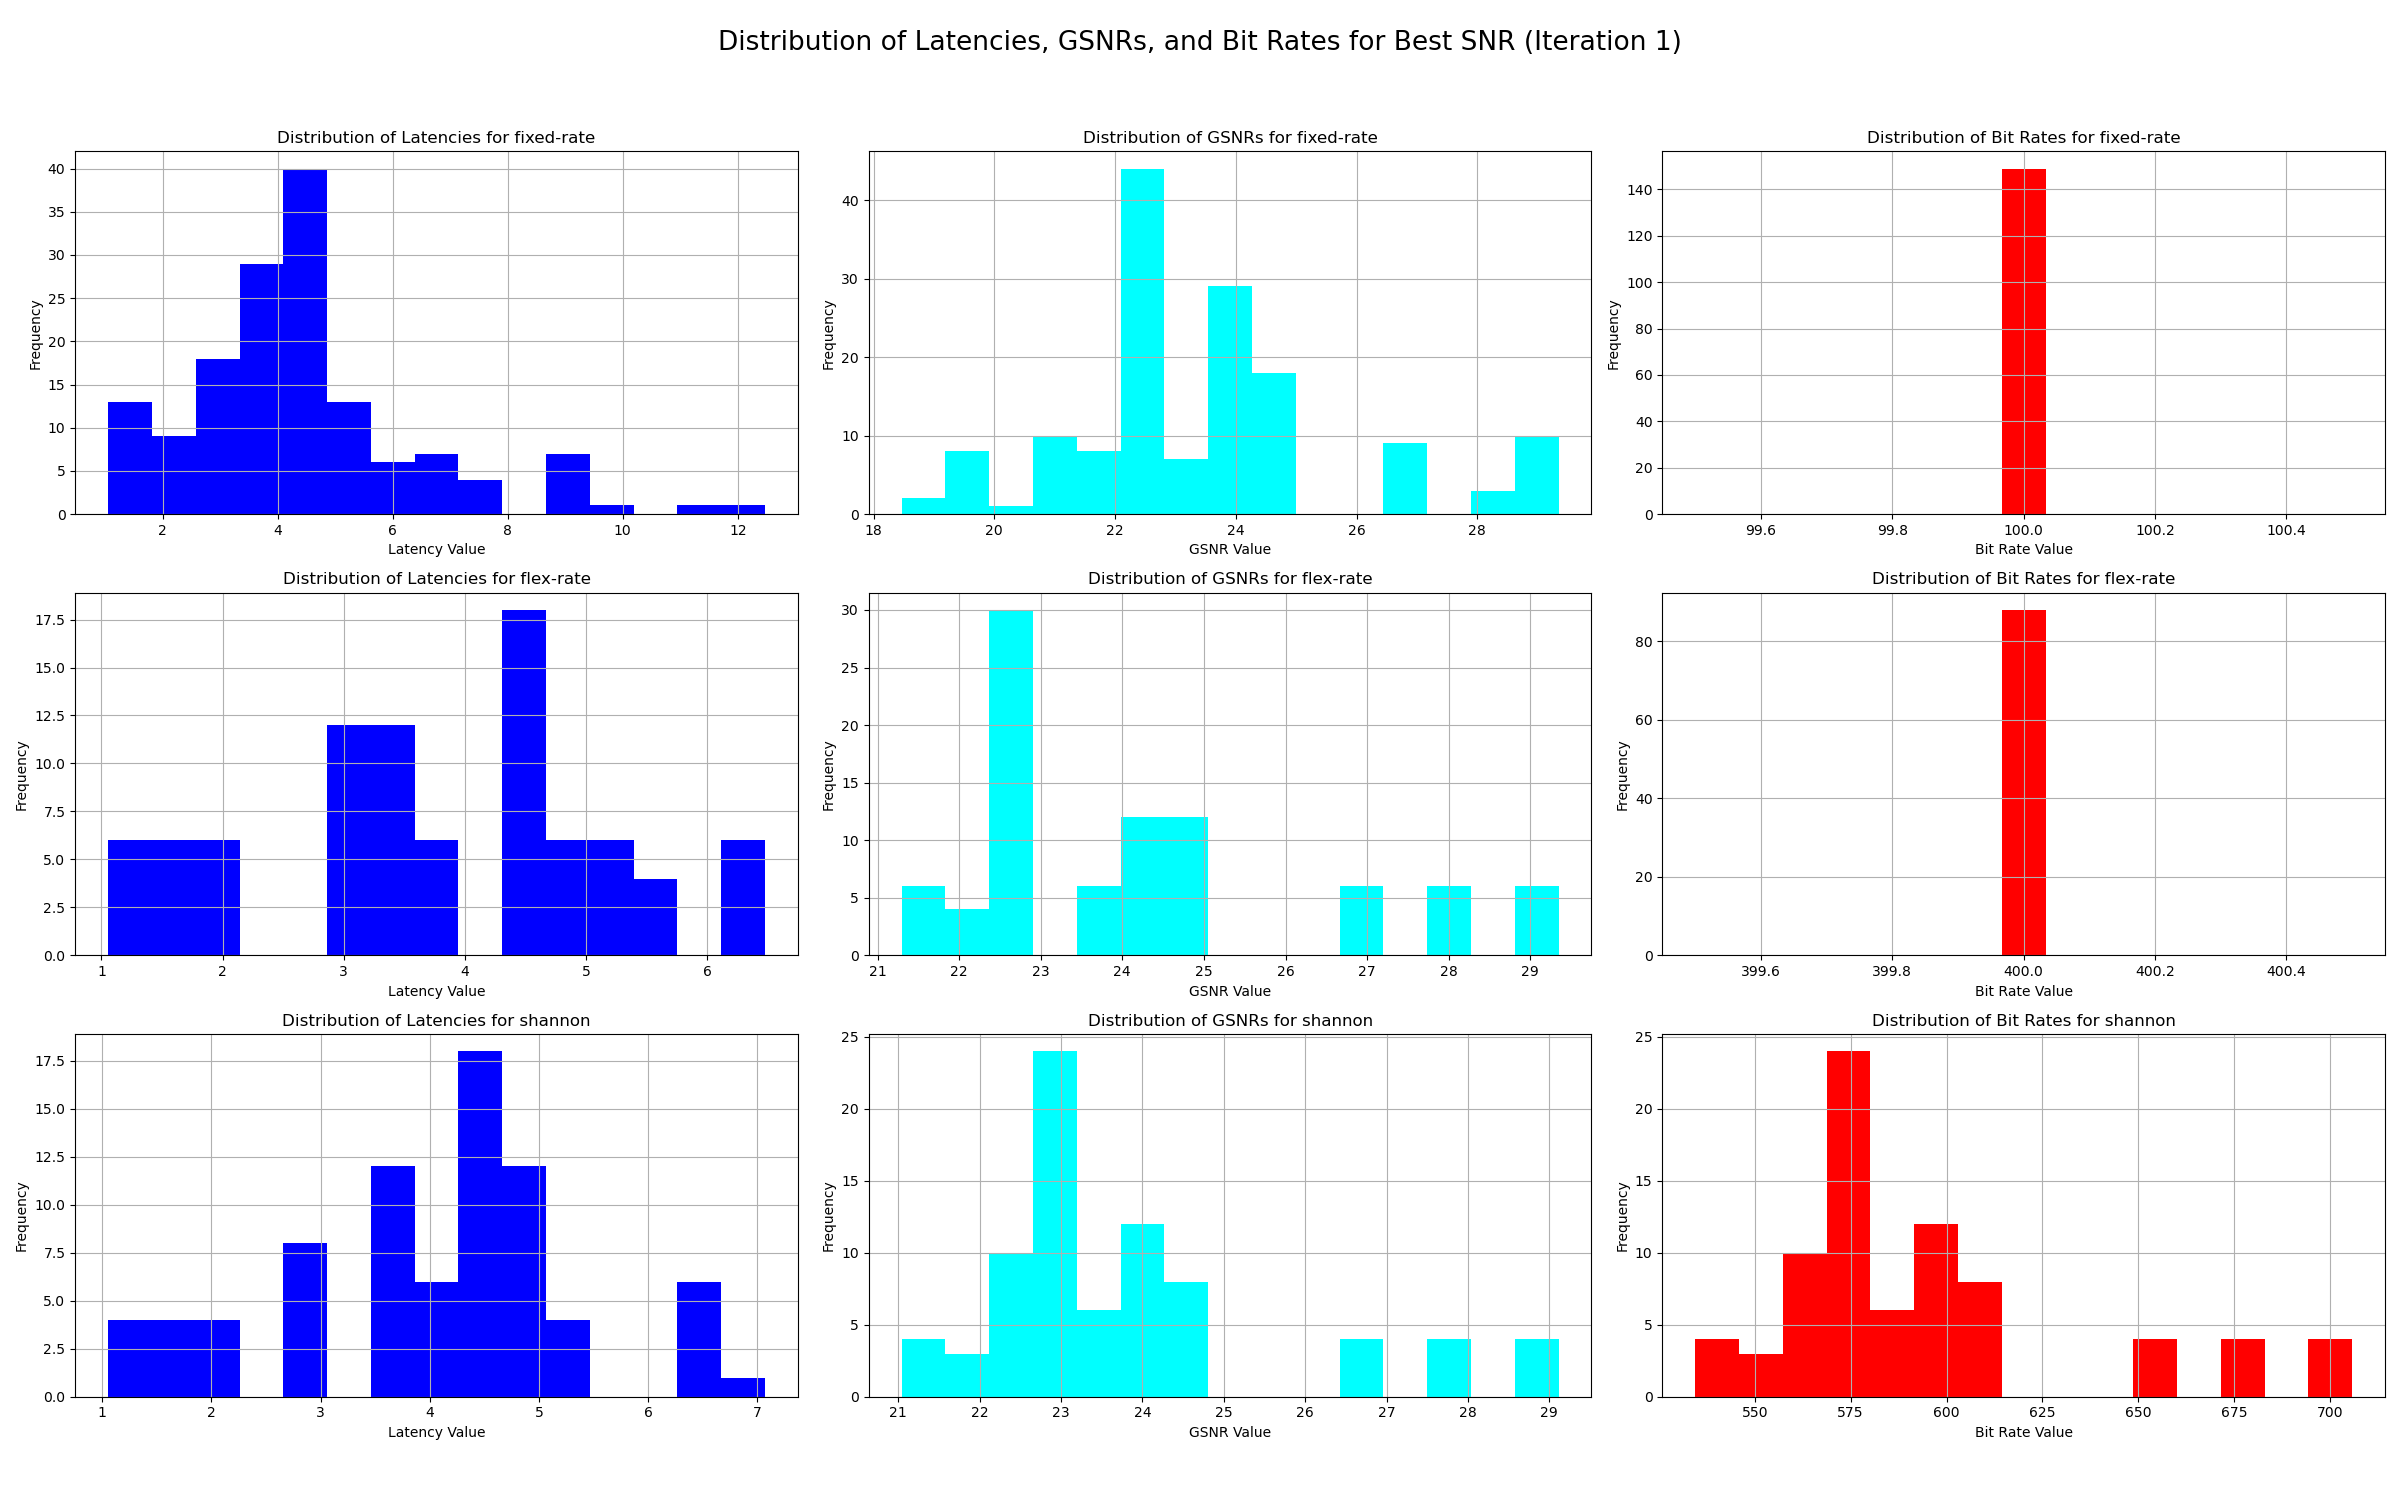 Distribution of Latencies, GSNRs, and Bit Rates for Best SNR (Iteration 1)
Distribution of Latencies for fixed-rate
Frequency
40
35
30
25
20
15
10
5
0
2 4 6 8 10 12
Latency Value
Distribution of GSNRs for fixed-rate
Frequency
40
30
20
10
0
18 20 22 24 26 28
GSNR Value
Distribution of Bit Rates for fixed-rate
Frequency
140
120
100
80
60
40
20
0
99.6 99.8 100.0 100.2 100.4
Bit Rate Value
Distribution of Latencies for flex-rate
Frequency
17.5
15.0
12.5
10.0
7.5
5.0
2.5
0.0
1 2 3 4 5 6
Latency Value
Distribution of GSNRs for flex-rate
Frequency
30
25
20
15
10
5
0
21 22 23 24 25 26 27 28 29
GSNR Value
Distribution of Bit Rates for flex-rate
Frequency
80
60
40
20
0
399.6 399.8 400.0 400.2 400.4
Bit Rate Value
Distribution of Latencies for shannon
Frequency
17.5
15.0
12.5
10.0
7.5
5.0
2.5
0.0
1 2 3 4 5 6 7
Latency Value
Distribution of GSNRs for shannon
Frequency
25
20
15
10
5
0
21 22 23 24 25 26 27 28 29
GSNR Value
Distribution of Bit Rates for shannon
Frequency
25
20
15
10
5
0
550 575 600 625 650 675 700
Bit Rate Value